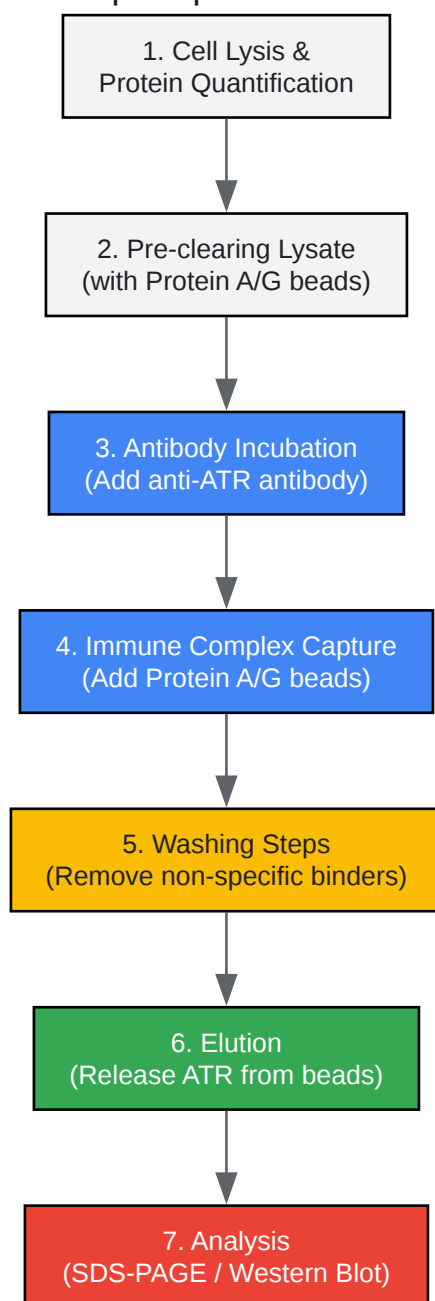 1. Cell Lysis &
Protein Quantification
2. Pre-clearing Lysate
(with Protein A/G beads)
3. Antibody Incubation
(Add anti-ATR antibody)
4. Immune Complex Capture
(Add Protein A/G beads)
5. Washing Steps
(Remove non-specific binders)
6. Elution
(Release ATR from beads)
7. Analysis
(SDS-PAGE / Western Blot)